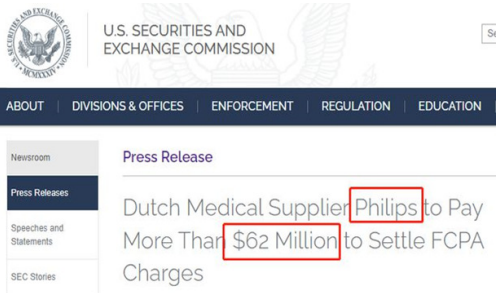 U.S. SECURITIES AND
EXCHANGE COMMISSION
ABOUT | DIVISIONS & OFFICES | ENFORCEMENT | REGULATION | EDUCATION
Newsroom
Press Releases
Speeches and
Statements
SEC Stories
Press Release
Dutch Medical Supplier Philips to Pay
More Than $62 Million to Settle FCPA
Charges